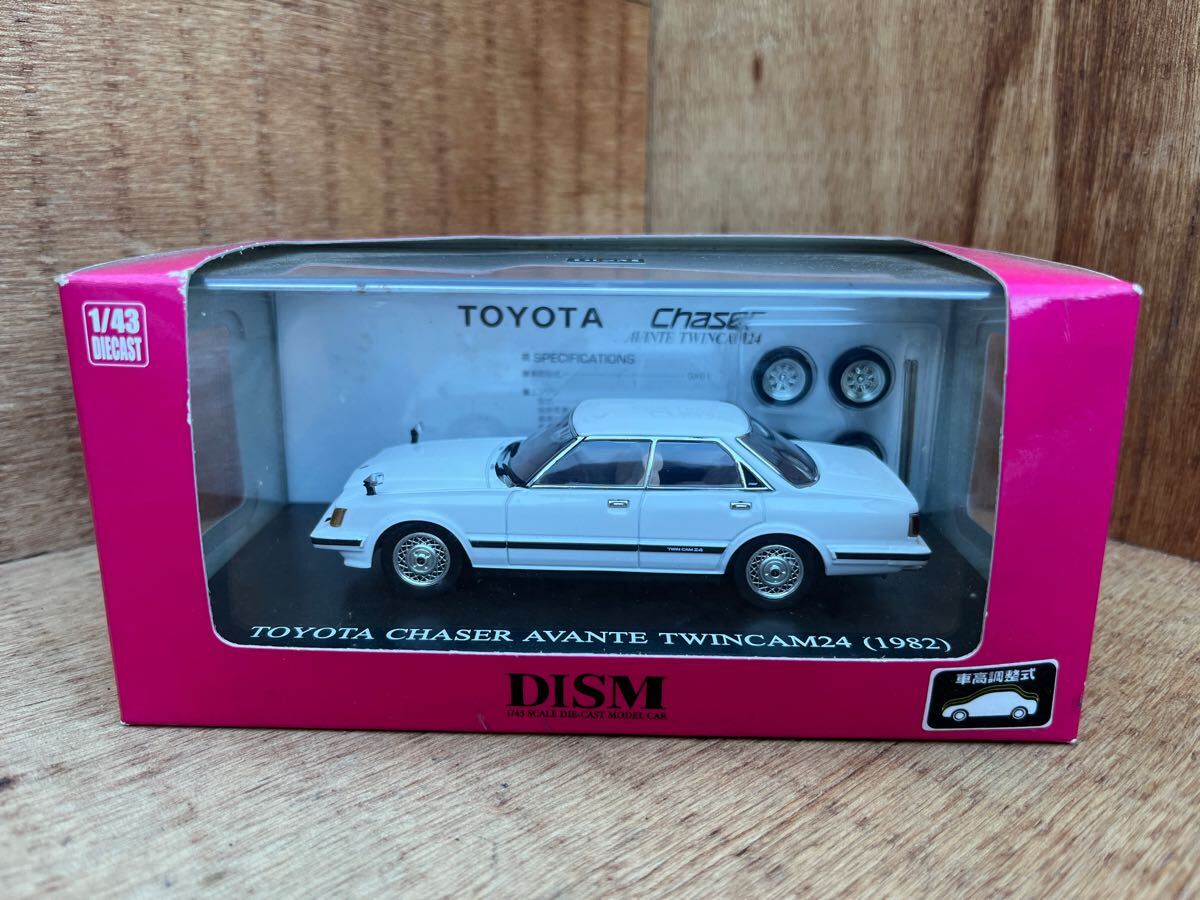 DISM
1/43
DIECAST
TOYOTA Chaser
AVANTE TWINCAM24
■ SPECIFICATIONS
TWIN CAM 24
TOYOTA CHASER AVANTE TWINCAM24 (1982)
DISM
1/43 SCALE DIE-CAST MODEL CAR
車高調整式